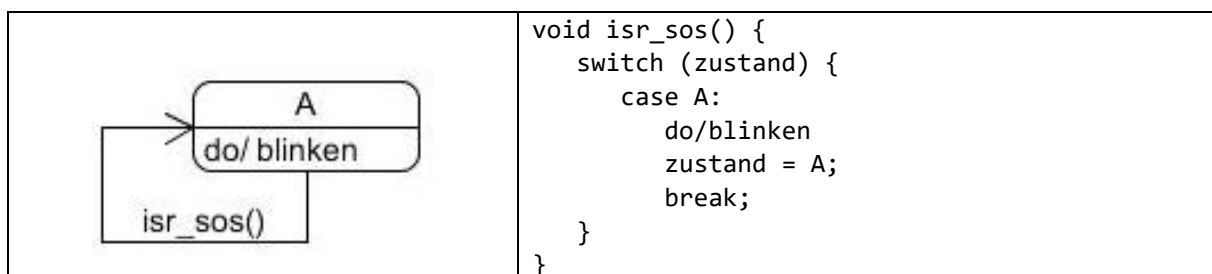 A
do/ blinken
isr_sos()
void isr_sos() {
   switch (zustand) {
      case A:
         do/blinken
         zustand = A;
         break;
   }
}